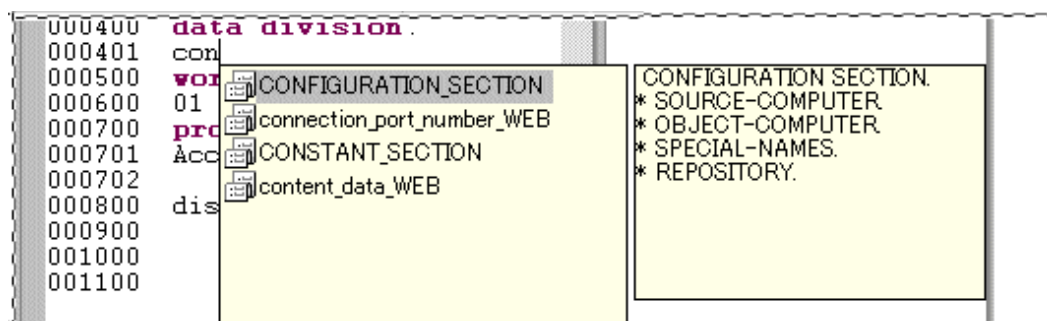 000400 data division.
000401 con
000500 wor
000600 01
000700 pro
000701 Acc
000702
000800 dis
000900
001000
001100
CONFIGURATION_SECTION
connection_port_number_WEB
CONSTANT_SECTION
content_data_WEB
CONFIGURATION SECTION.
* SOURCE-COMPUTER.
* OBJECT-COMPUTER.
* SPECIAL-NAMES.
* REPOSITORY.